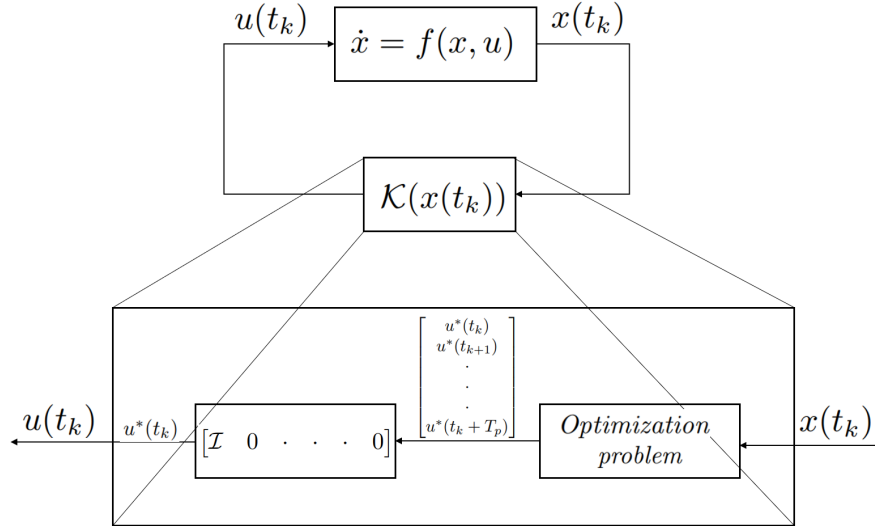 u(t_k)
ẋ = f(x, u)
x(t_k)
𝒦(x(t_k))
u*(t_k)
u*(t_{k+1})
.
.
.
u*(t_k + T_p)
u(t_k)
u*(t_k)
[ℐ 0 · · · 0]
Optimization
problem
x(t_k)